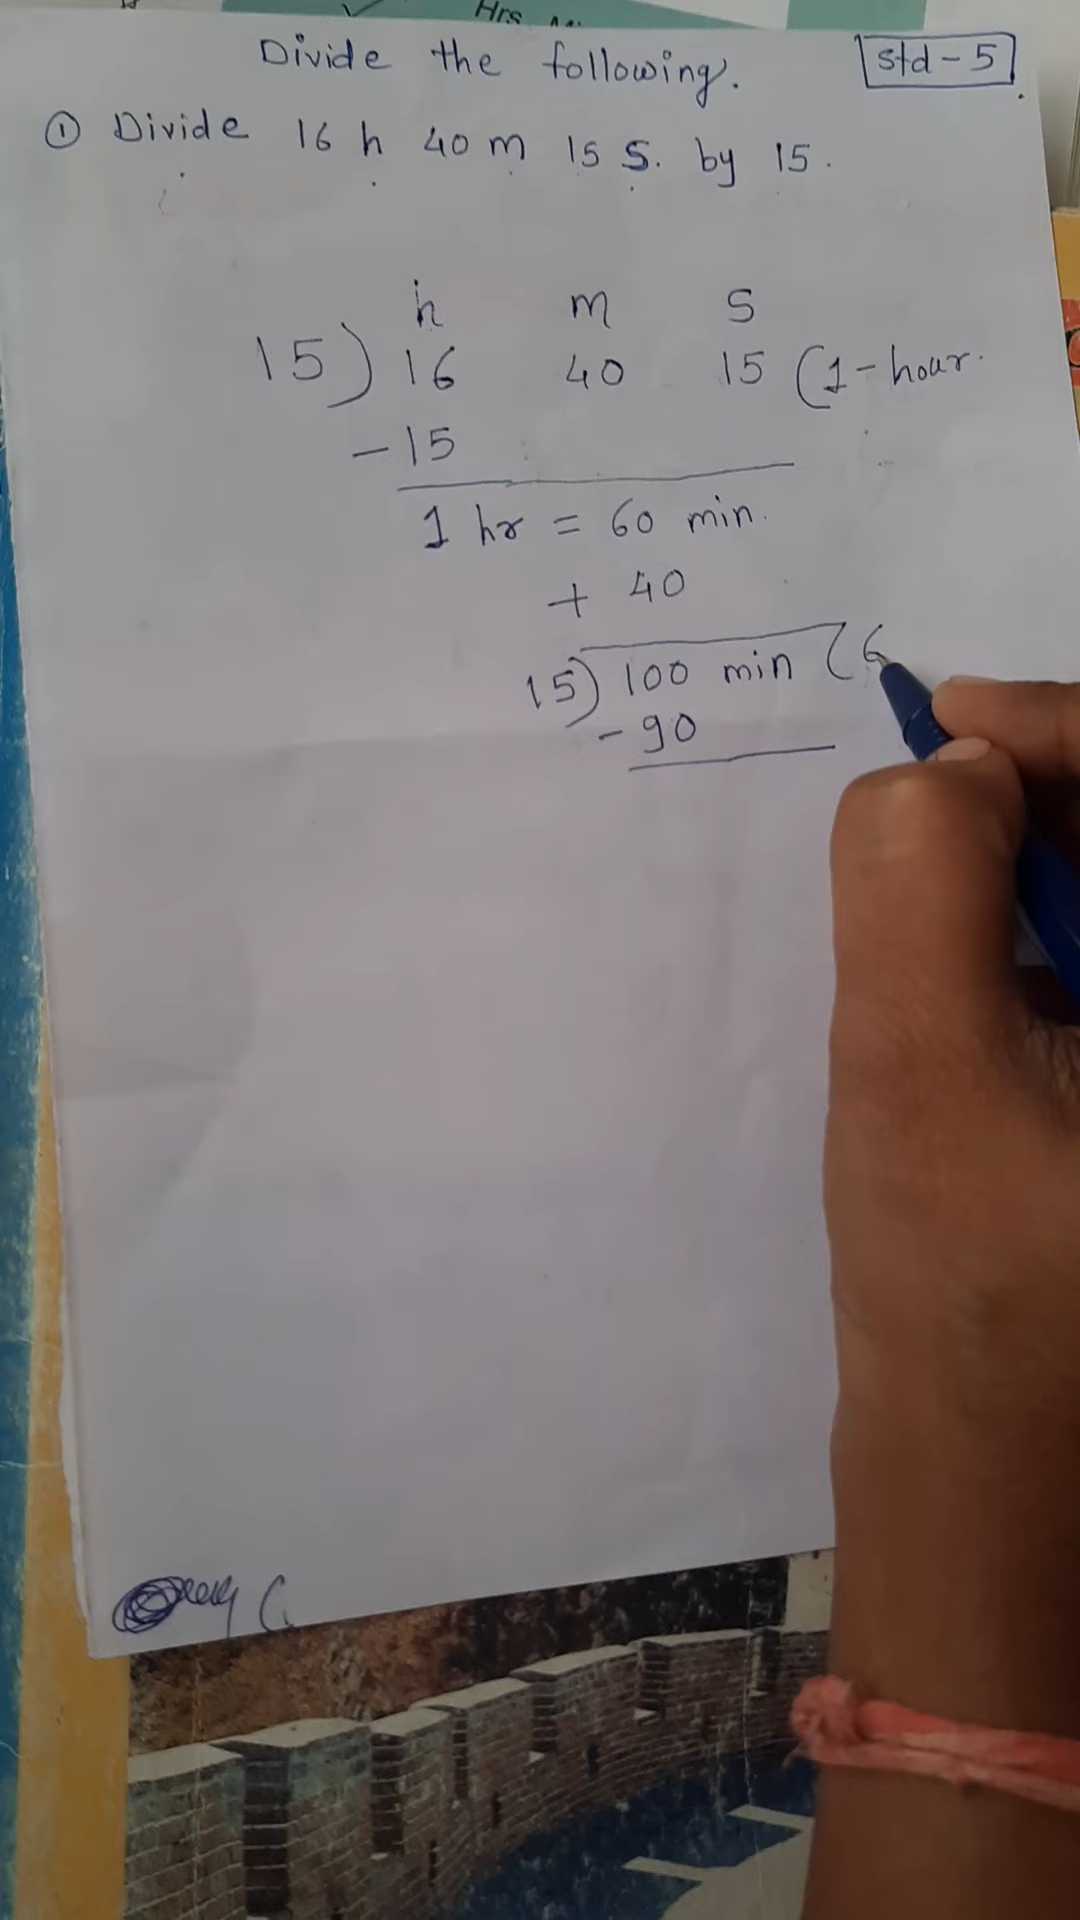 Hrs
Divide the following.
Std - 5
① Divide 16 h 40 m 15 s. by 15.
h m s
15) 16 40 15 (1 - hour.
- 15
1 hr = 60 min.
+ 40
15) 100 min (6
- 90